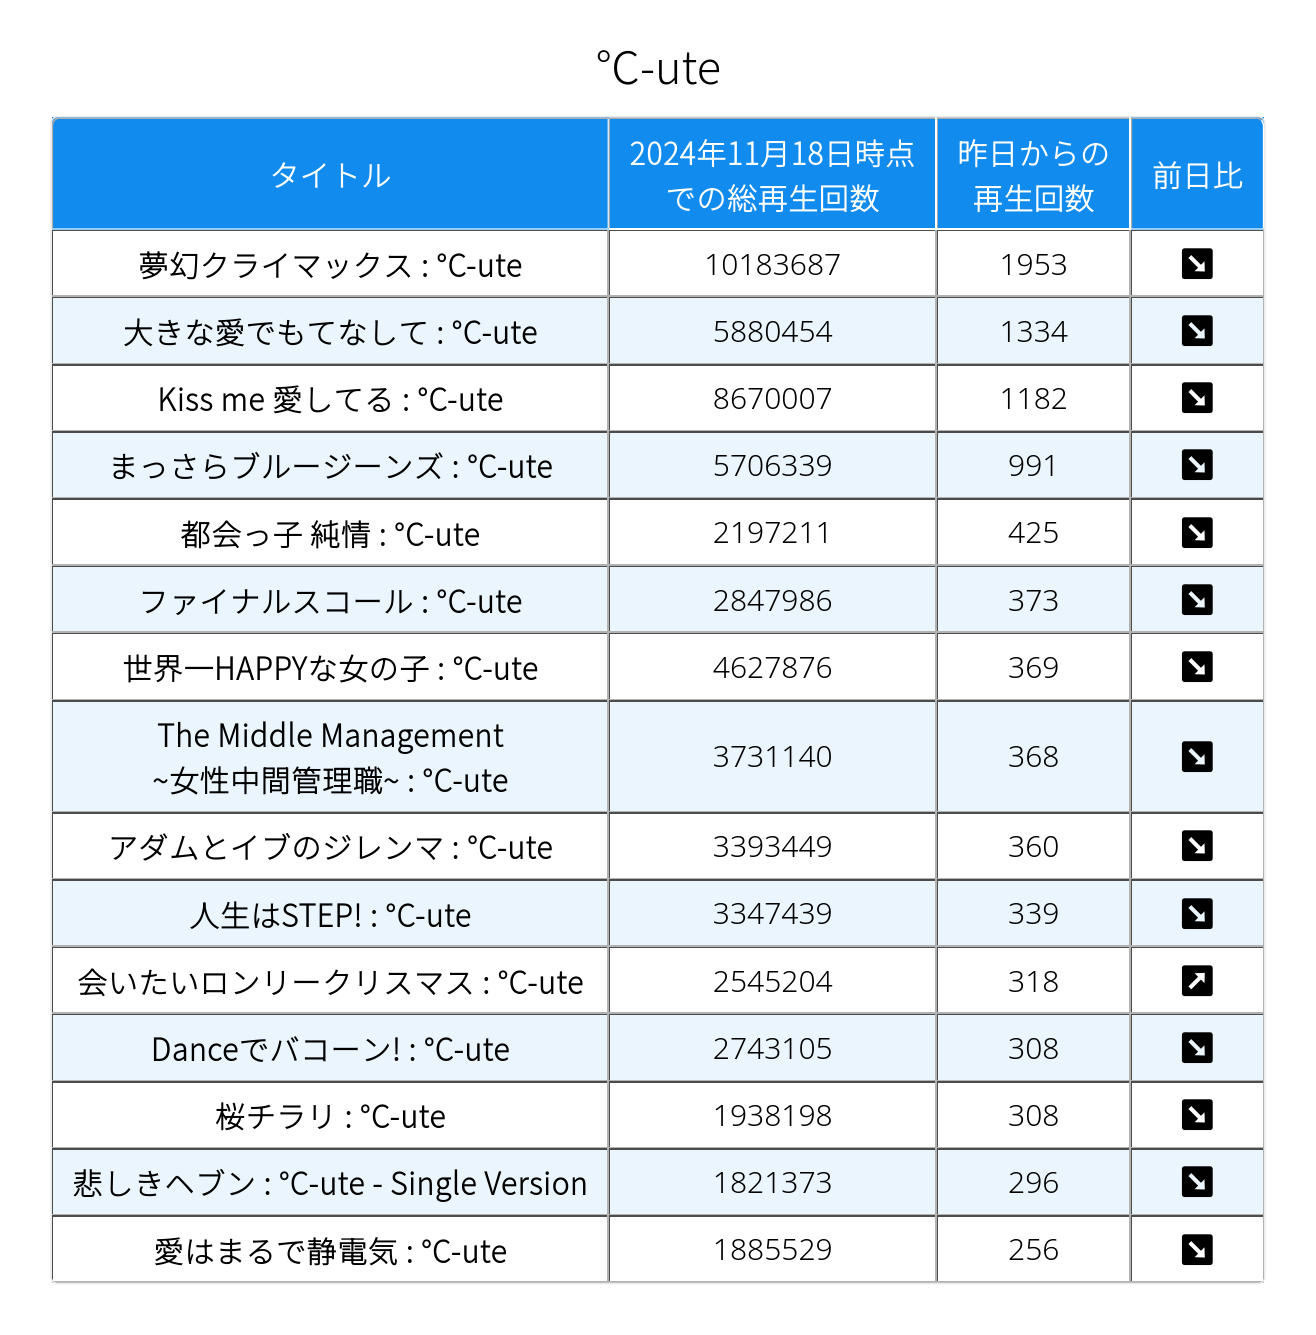 °C-ute
タイトル
2024年11月18日時点
での総再生回数
昨日からの
再生回数
前日比
夢幻クライマックス : °C-ute 10183687 1953
大きな愛でもてなして : °C-ute 5880454 1334
Kiss me 愛してる : °C-ute 8670007 1182
まっさらブルージーンズ : °C-ute 5706339 991
都会っ子 純情 : °C-ute 2197211 425
ファイナルスコール : °C-ute 2847986 373
世界一HAPPYな女の子 : °C-ute 4627876 369
The Middle Management
~女性中間管理職~ : °C-ute 3731140 368
アダムとイブのジレンマ : °C-ute 3393449 360
人生はSTEP! : °C-ute 3347439 339
会いたいロンリークリスマス : °C-ute 2545204 318
Danceでバコーン! : °C-ute 2743105 308
桜チラリ : °C-ute 1938198 308
悲しきヘブン : °C-ute - Single Version 1821373 296
愛はまるで静電気 : °C-ute 1885529 256